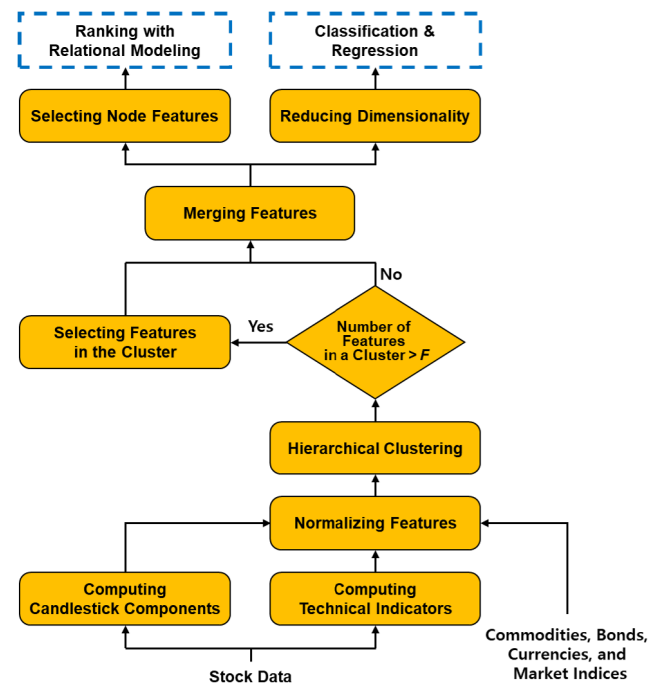 Ranking with
Relational Modeling
Classification &
Regression
Selecting Node Features
Reducing Dimensionality
Merging Features
No
Selecting Features
in the Cluster
Yes
Number of
Features
in a Cluster > F
Hierarchical Clustering
Normalizing Features
Computing
Candlestick Components
Computing
Technical Indicators
Commodities, Bonds,
Currencies, and
Market Indices
Stock Data